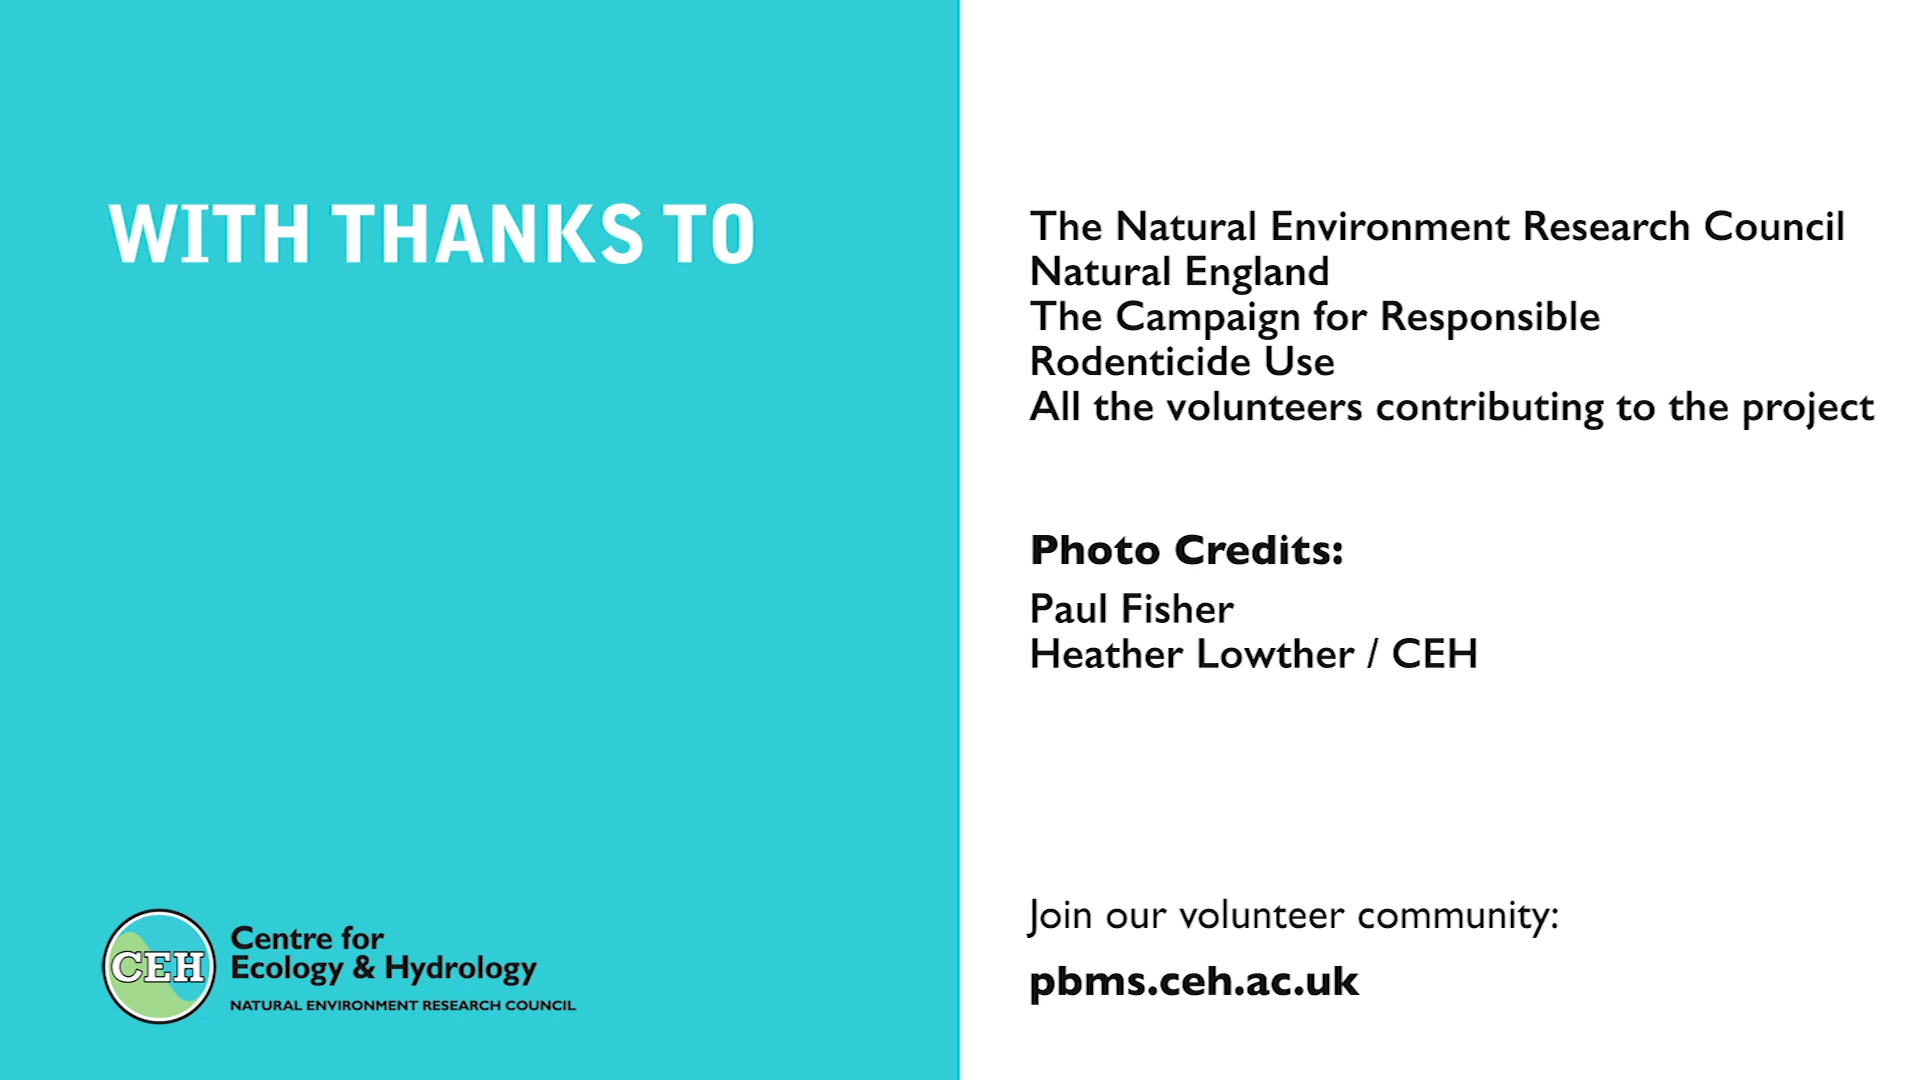 WITH THANKS TO
The Natural Environment Research Council
Natural England
The Campaign for Responsible
Rodenticide Use
All the volunteers contributing to the project
Photo Credits:
Paul Fisher
Heather Lowther / CEH
Join our volunteer community:
pbms.ceh.ac.uk
CEH
Centre for
Ecology & Hydrology
NATURAL ENVIRONMENT RESEARCH COUNCIL